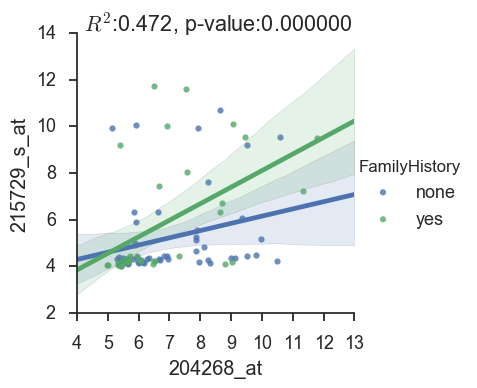 R²:0.472, p-value:0.000000
14
12
10
8
6
4
2
215729_s_at
4 5 6 7 8 9 10 11 12 13
204268_at
FamilyHistory
none
yes